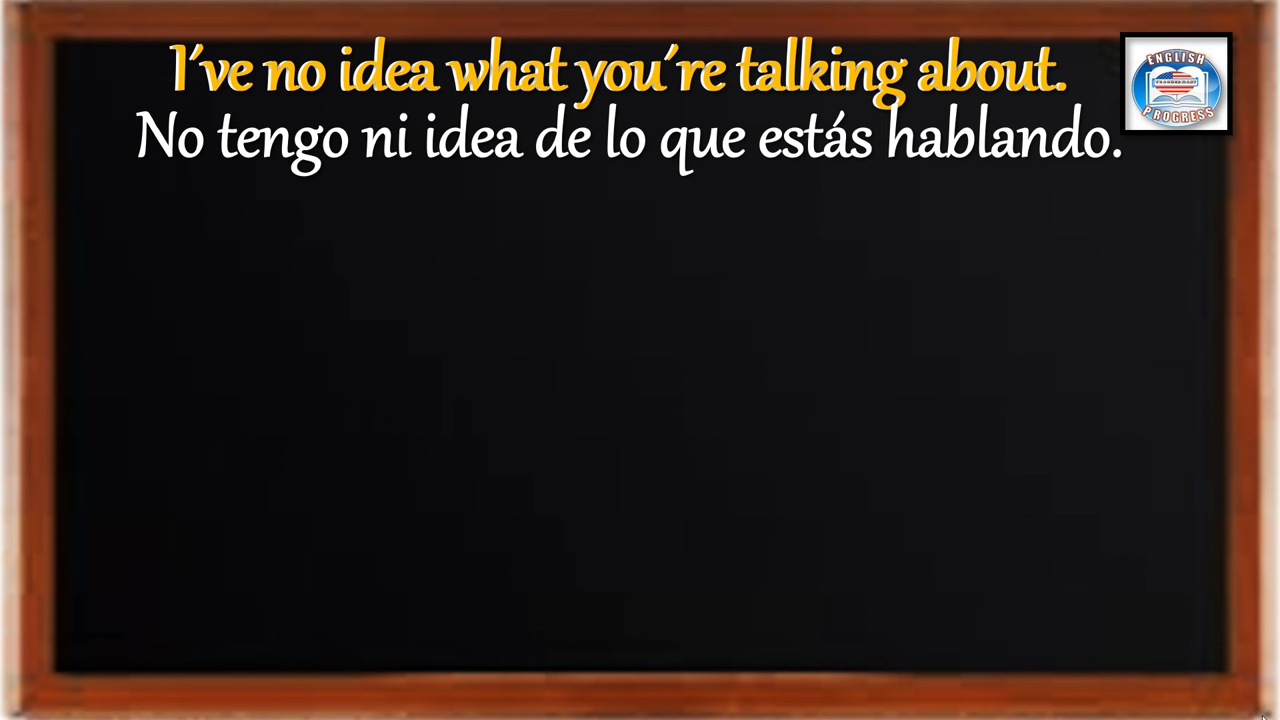 I´ve no idea what you´re talking about.
No tengo ni idea de lo que estás hablando.
ENGLISH
PROGRESS